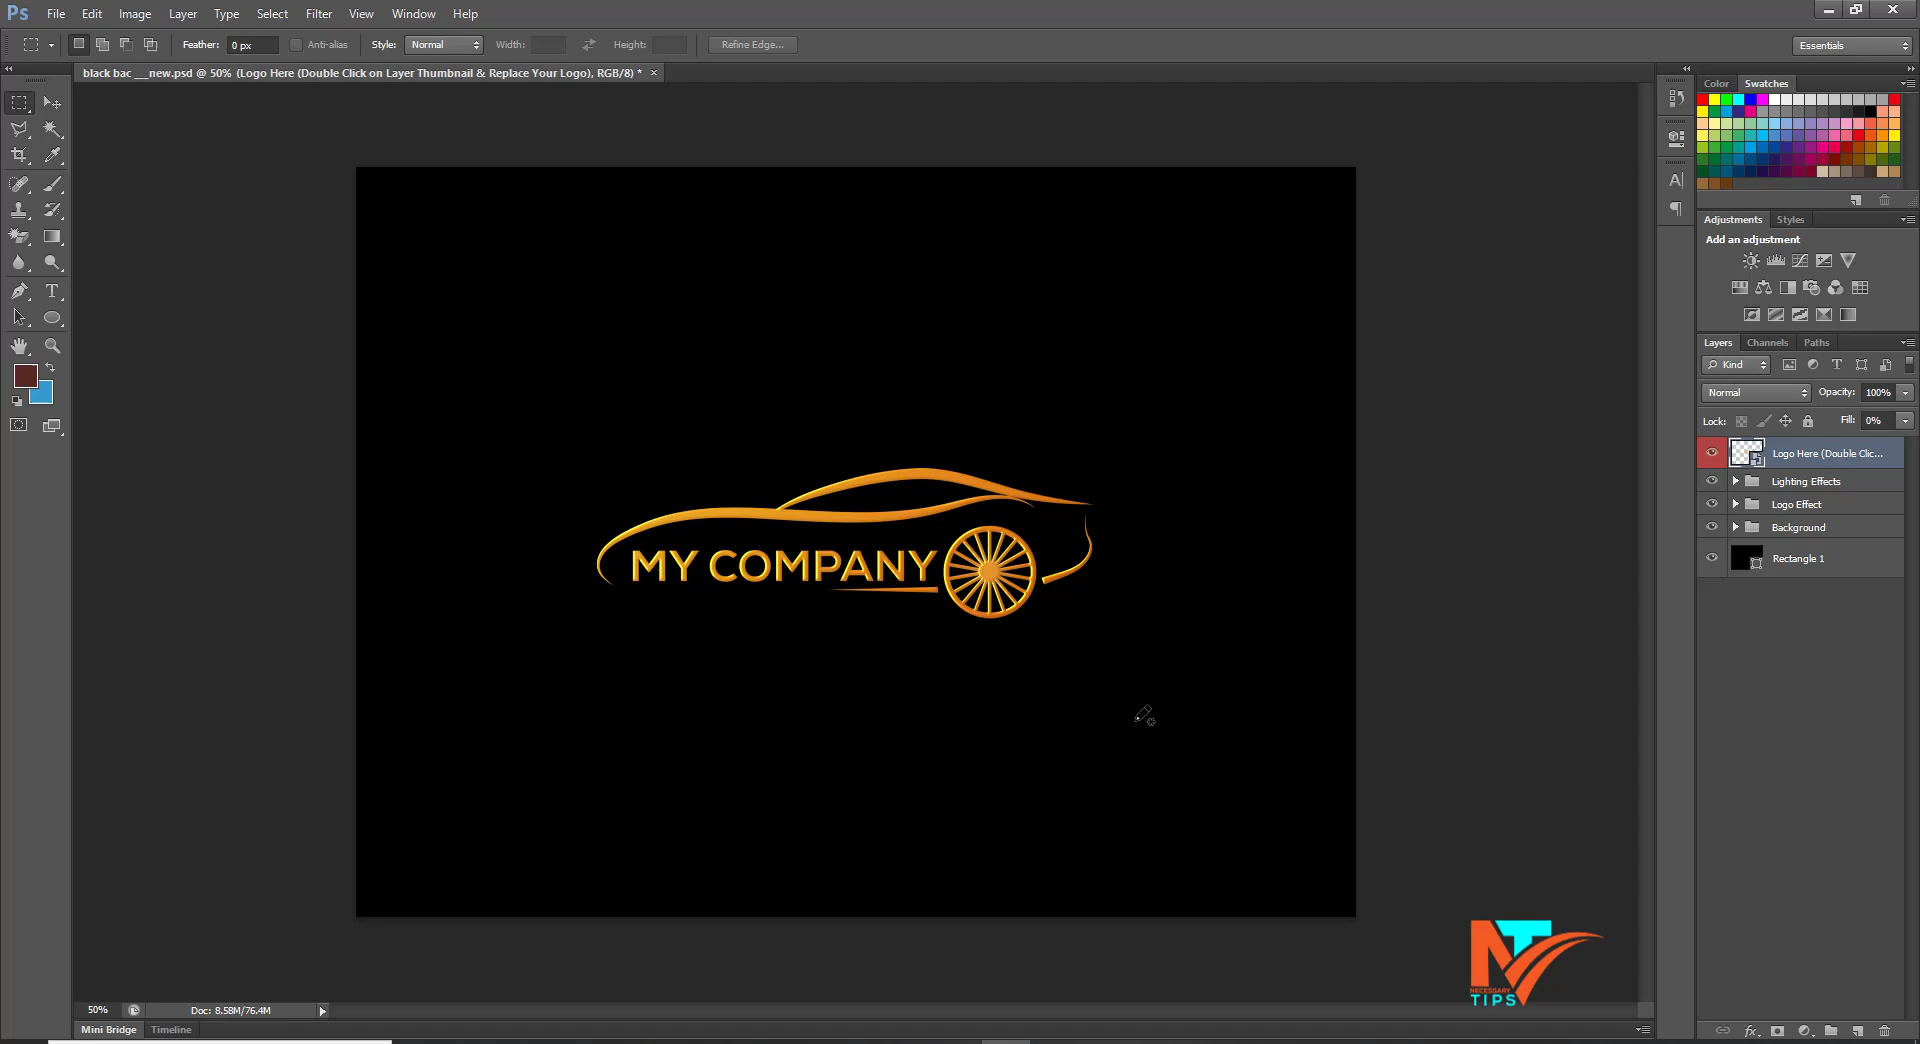 Ps File Edit Image Layer Type Select Filter View Window Help
Feather: 0 px Anti-alias Style: Normal Width: Height: Refine Edge... Essentials
black bac ___new.psd @ 50% (Logo Here (Double Click on Layer Thumbnail & Replace Your Logo), RGB/8) * ×
Color Swatches
Adjustments Styles
Add an adjustment
Layers Channels Paths
Kind
Normal Opacity: 100%
Lock: Fill: 0%
Logo Here (Double Clic...
Lighting Effects
Logo Effect
Background
Rectangle 1
MY COMPANY
NT
NECESSARY
TIPS
50% Doc: 8.58M/76.4M
Mini Bridge Timeline